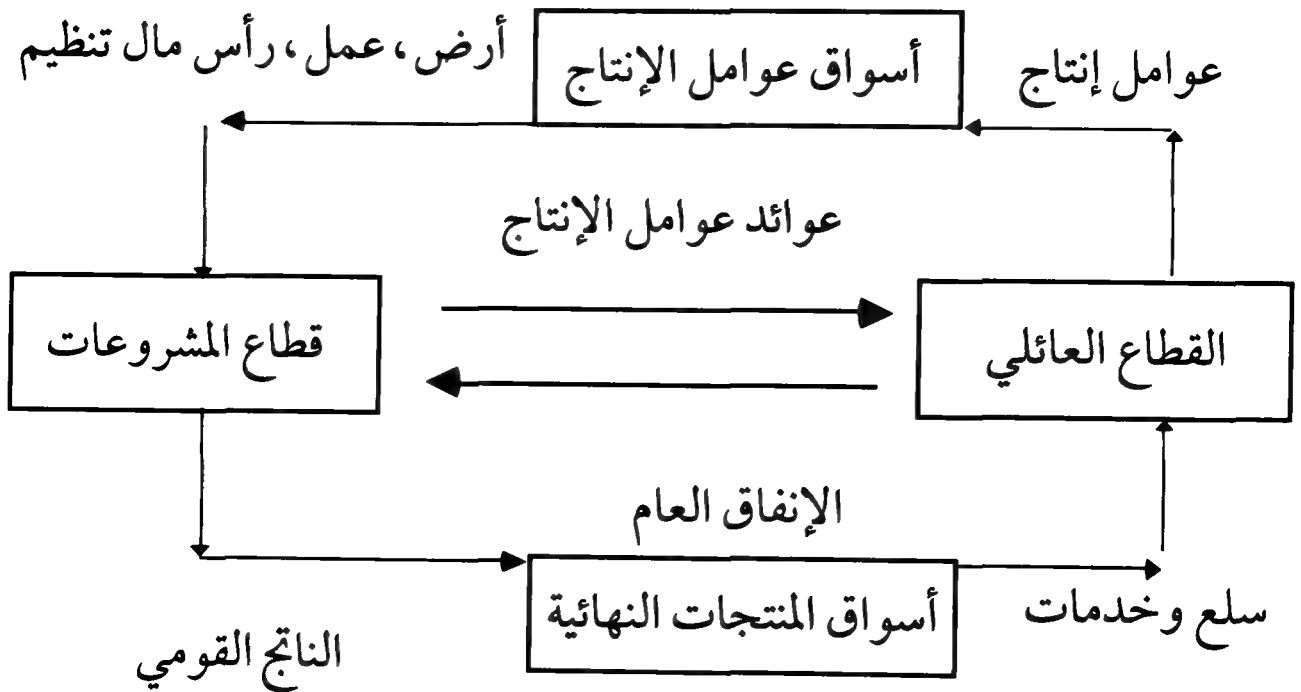 عوامل إنتاج
أسواق عوامل الإنتاج
أرض، عمل، رأس مال تنظيم
عوائد عوامل الإنتاج
القطاع العائلي
قطاع المشروعات
الإنفاق العام
سلع وخدمات
أسواق المنتجات النهائية
الناتج القومي